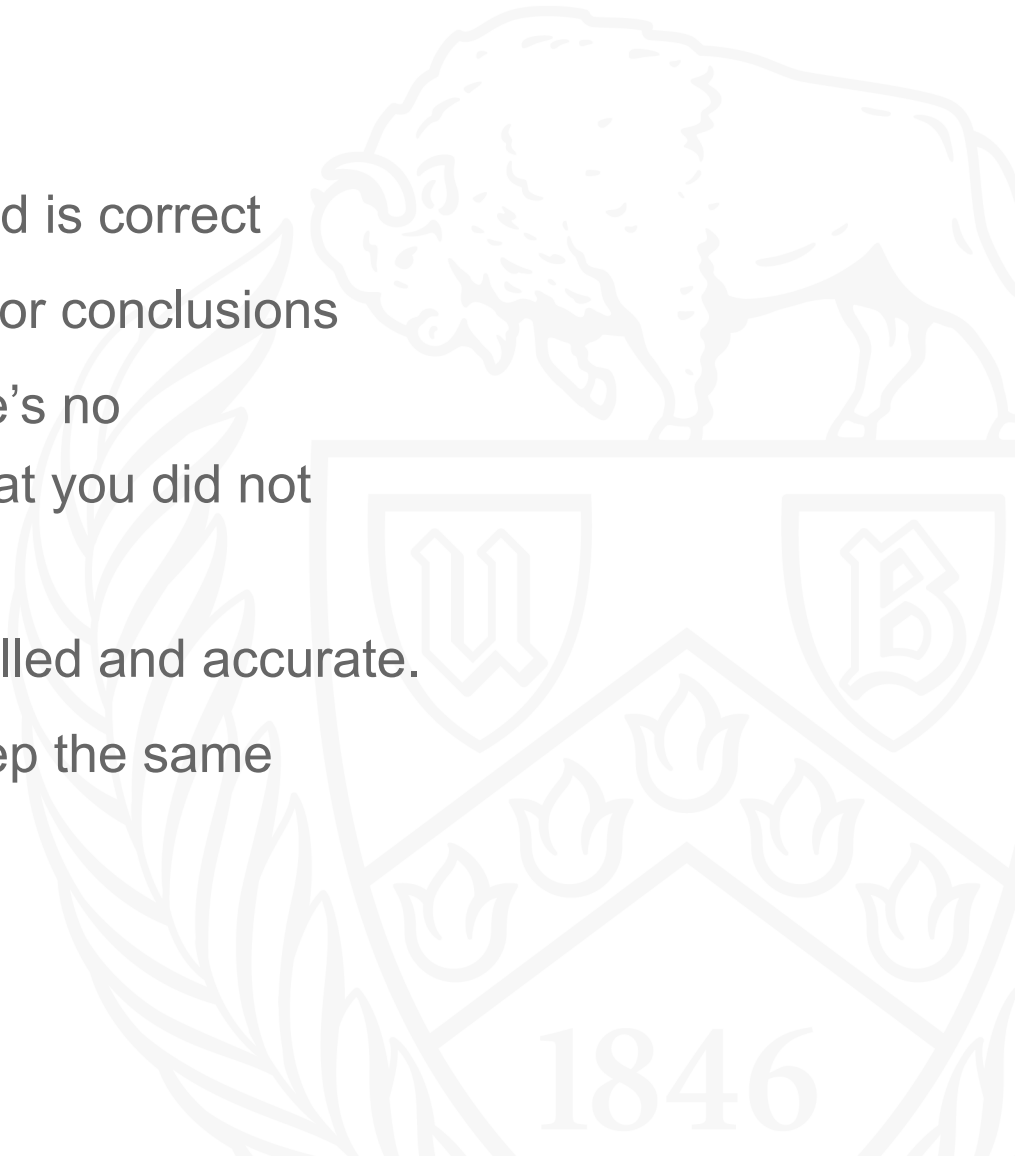 d is correct
or conclusions
e’s no
at you did not
lled and accurate.
ep the same
U B
1846